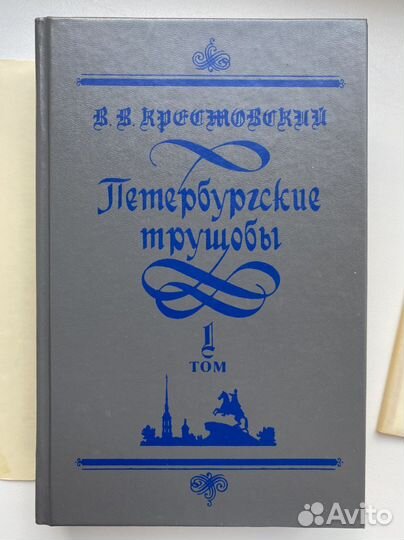 В. В. КРЕСТОВСКИЙ
Петербургские
трущобы
1
ТОМ
Avito